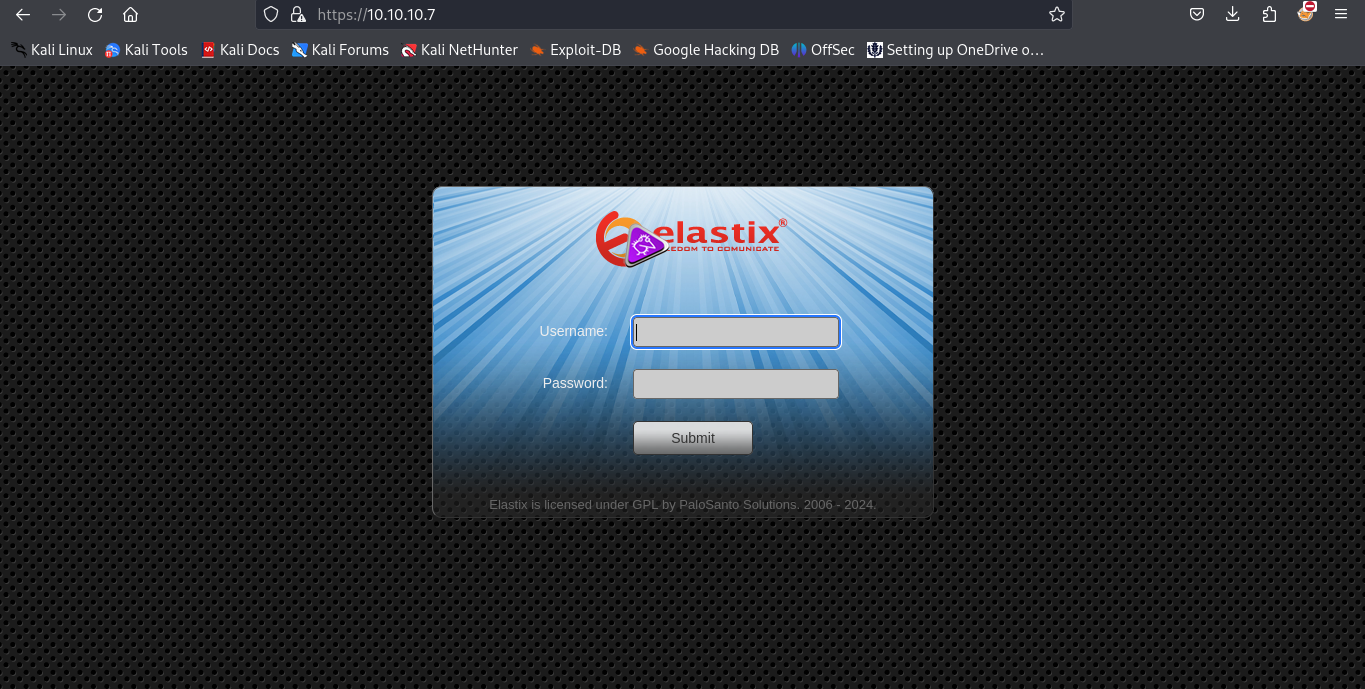 https://10.10.10.7
Kali Linux Kali Tools Kali Docs Kali Forums Kali NetHunter Exploit-DB Google Hacking DB OffSec Setting up OneDrive o…
elastix®
EDOM TO COMUNICATE
Username:
Password:
Submit
Elastix is licensed under GPL by PaloSanto Solutions. 2006 - 2024.